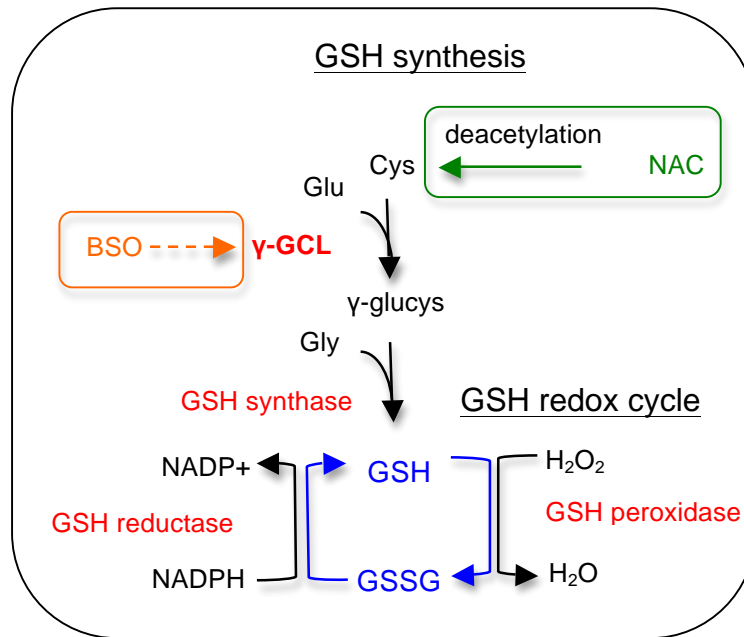 GSH synthesis
deacetylation
Cys
NAC
Glu
BSO
γ-GCL
γ-glucys
Gly
GSH synthase
GSH redox cycle
NADP+
GSH
H₂O₂
GSH reductase
GSH peroxidase
NADPH
GSSG
H₂O